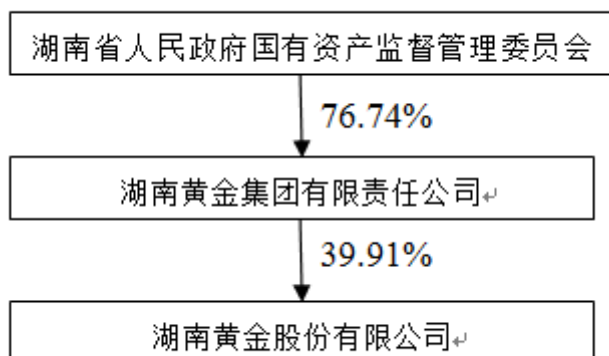 湖南省人民政府国有资产监督管理委员会
76.74%
湖南黄金集团有限责任公司
39.91%
湖南黄金股份有限公司